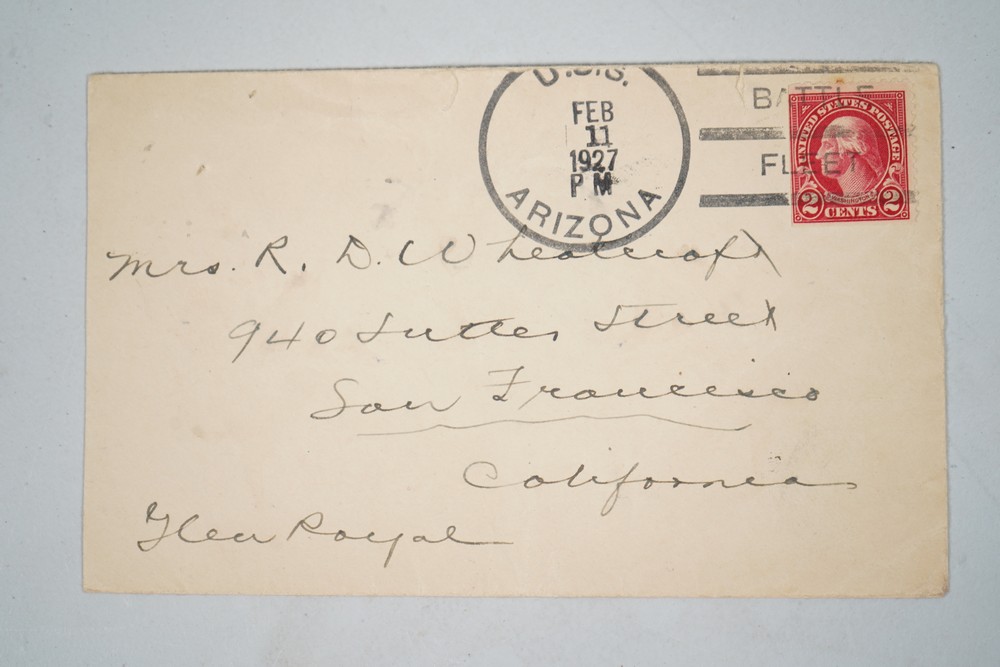 U.S.S.
FEB
11
1927
P M
ARIZONA
BATTLE
FLEET
UNITED STATES POSTAGE
WASHINGTON
2 CENTS 2
Mrs. R. D. Wheatcroft
940 Sutter Street
San Francisco
California
Glen Royal